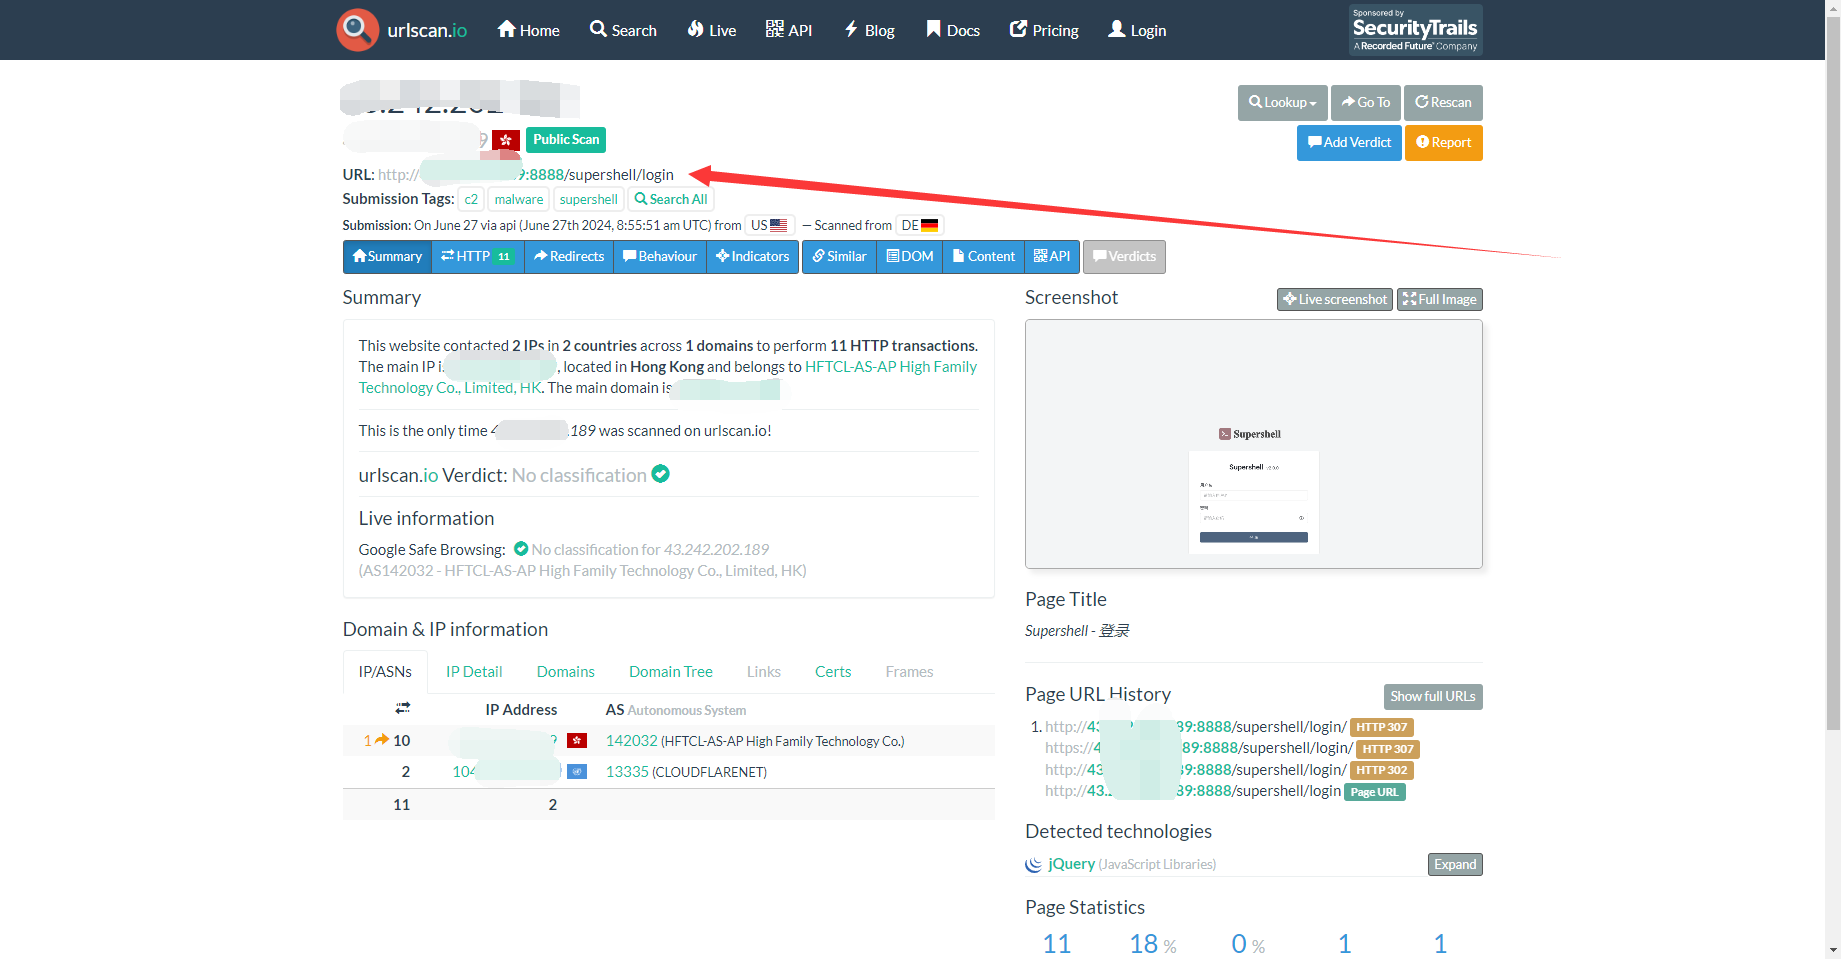 urlscan.io Home Search Live API Blog Docs Pricing Login
Sponsored by
SecurityTrails
A Recorded Future® Company
Lookup Go To Rescan
Public Scan
Add Verdict Report
URL: http:// 9:8888/supershell/login
Submission Tags: c2 malware supershell Search All
Submission: On June 27 via api (June 27th 2024, 8:55:51 am UTC) from US — Scanned from DE
Summary HTTP 11 Redirects Behaviour Indicators Similar DOM Content API Verdicts
Summary
This website contacted 2 IPs in 2 countries across 1 domains to perform 11 HTTP transactions.
The main IP i , located in Hong Kong and belongs to HFTCL-AS-AP High Family
Technology Co., Limited, HK. The main domain is
This is the only time 4 .189 was scanned on urlscan.io!
urlscan.io Verdict: No classification
Live information
Google Safe Browsing: No classification for 43.242.202.189
(AS142032 - HFTCL-AS-AP High Family Technology Co., Limited, HK)
Domain & IP information
IP/ASNs IP Detail Domains Domain Tree Links Certs Frames
IP Address AS Autonomous System
1 10 9 142032 (HFTCL-AS-AP High Family Technology Co.)
2 104 13335 (CLOUDFLARENET)
11 2
Screenshot Live screenshot Full Image
Supershell
Supershell
Page Title
Supershell - 登录
Page URL History Show full URLs
1. http://43 89:8888/supershell/login/ HTTP 307
https://4 89:8888/supershell/login/ HTTP 307
http://43 89:8888/supershell/login/ HTTP 302
http://43. 89:8888/supershell/login Page URL
Detected technologies
jQuery (JavaScript Libraries) Expand
Page Statistics
11 18 % 0 % 1 1